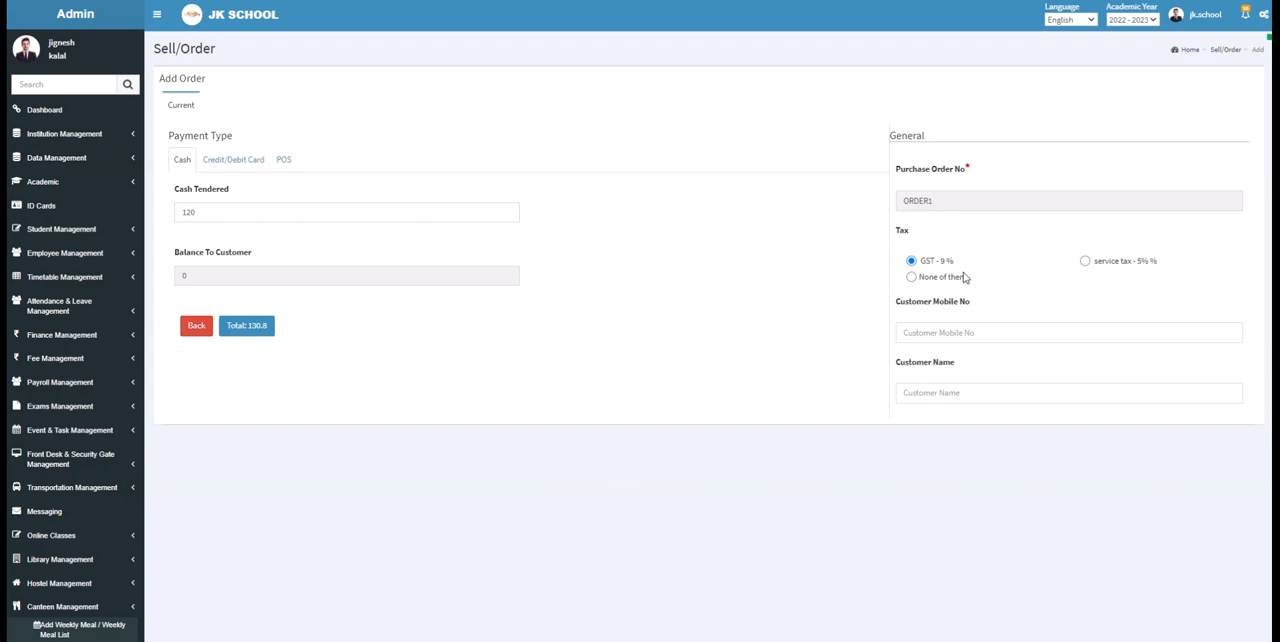 Admin
JK SCHOOL
Language
English
Academic Year
2022 - 2023
jk.school
jignesh
kalal
Search
Dashboard
Institution Management
Data Management
Academic
ID Cards
Student Management
Employee Management
Timetable Management
Attendance & Leave
Management
Finance Management
Fee Management
Payroll Management
Exams Management
Event & Task Management
Front Desk & Security Gate
Management
Transportation Management
Messaging
Online Classes
Library Management
Hostel Management
Canteen Management
Add Weekly Meal / Weekly
Meal List
Sell/Order
Home
Sell/Order
Add
Add Order
Current
Payment Type
Cash
Credit/Debit Card
POS
Cash Tendered
120
Balance To Customer
0
Back
Total: 130.8
General
Purchase Order No*
ORDER1
Tax
GST - 9 %
service tax - 5% %
None of them
Customer Mobile No
Customer Mobile No
Customer Name
Customer Name